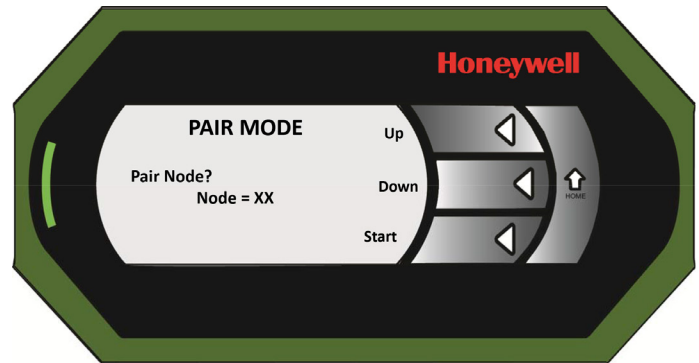 Honeywell
PAIR MODE
Up
Pair Node?
Down
Node = XX
Start
HOME